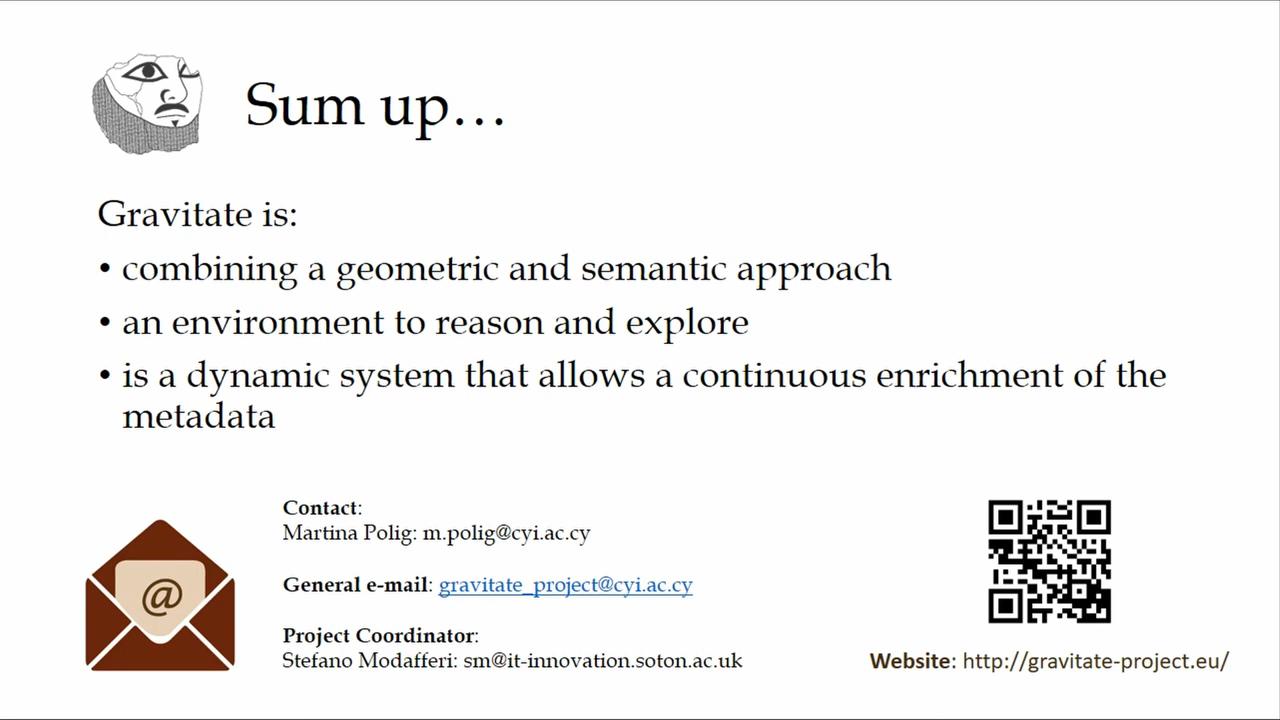 Sum up…
Gravitate is:
• combining a geometric and semantic approach
• an environment to reason and explore
• is a dynamic system that allows a continuous enrichment of the
metadata
Contact:
Martina Polig: m.polig@cyi.ac.cy
General e-mail: gravitate_project@cyi.ac.cy
Project Coordinator:
Stefano Modafferi: sm@it-innovation.soton.ac.uk
@
Website: http://gravitate-project.eu/